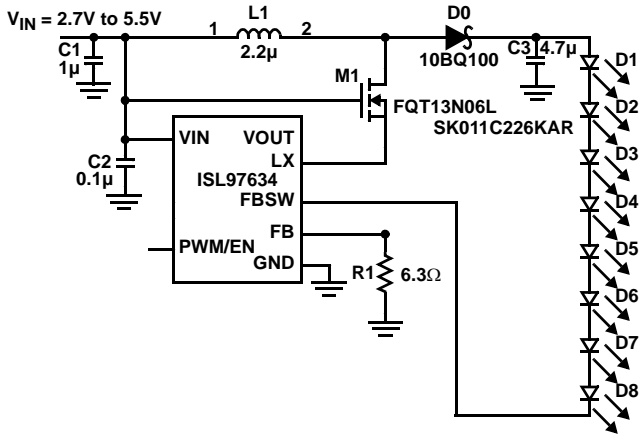 VIN = 2.7V to 5.5V
L1
D0
1
2
C1
1µ
2.2µ
10BQ100
C3
4.7µ
D1
M1
FQT13N06L
SK011C226KAR
D2
VIN
VOUT
D3
C2
0.1µ
LX
ISL97634
FBSW
D4
FB
D5
PWM/EN
GND
R1
6.3Ω
D6
D7
D8